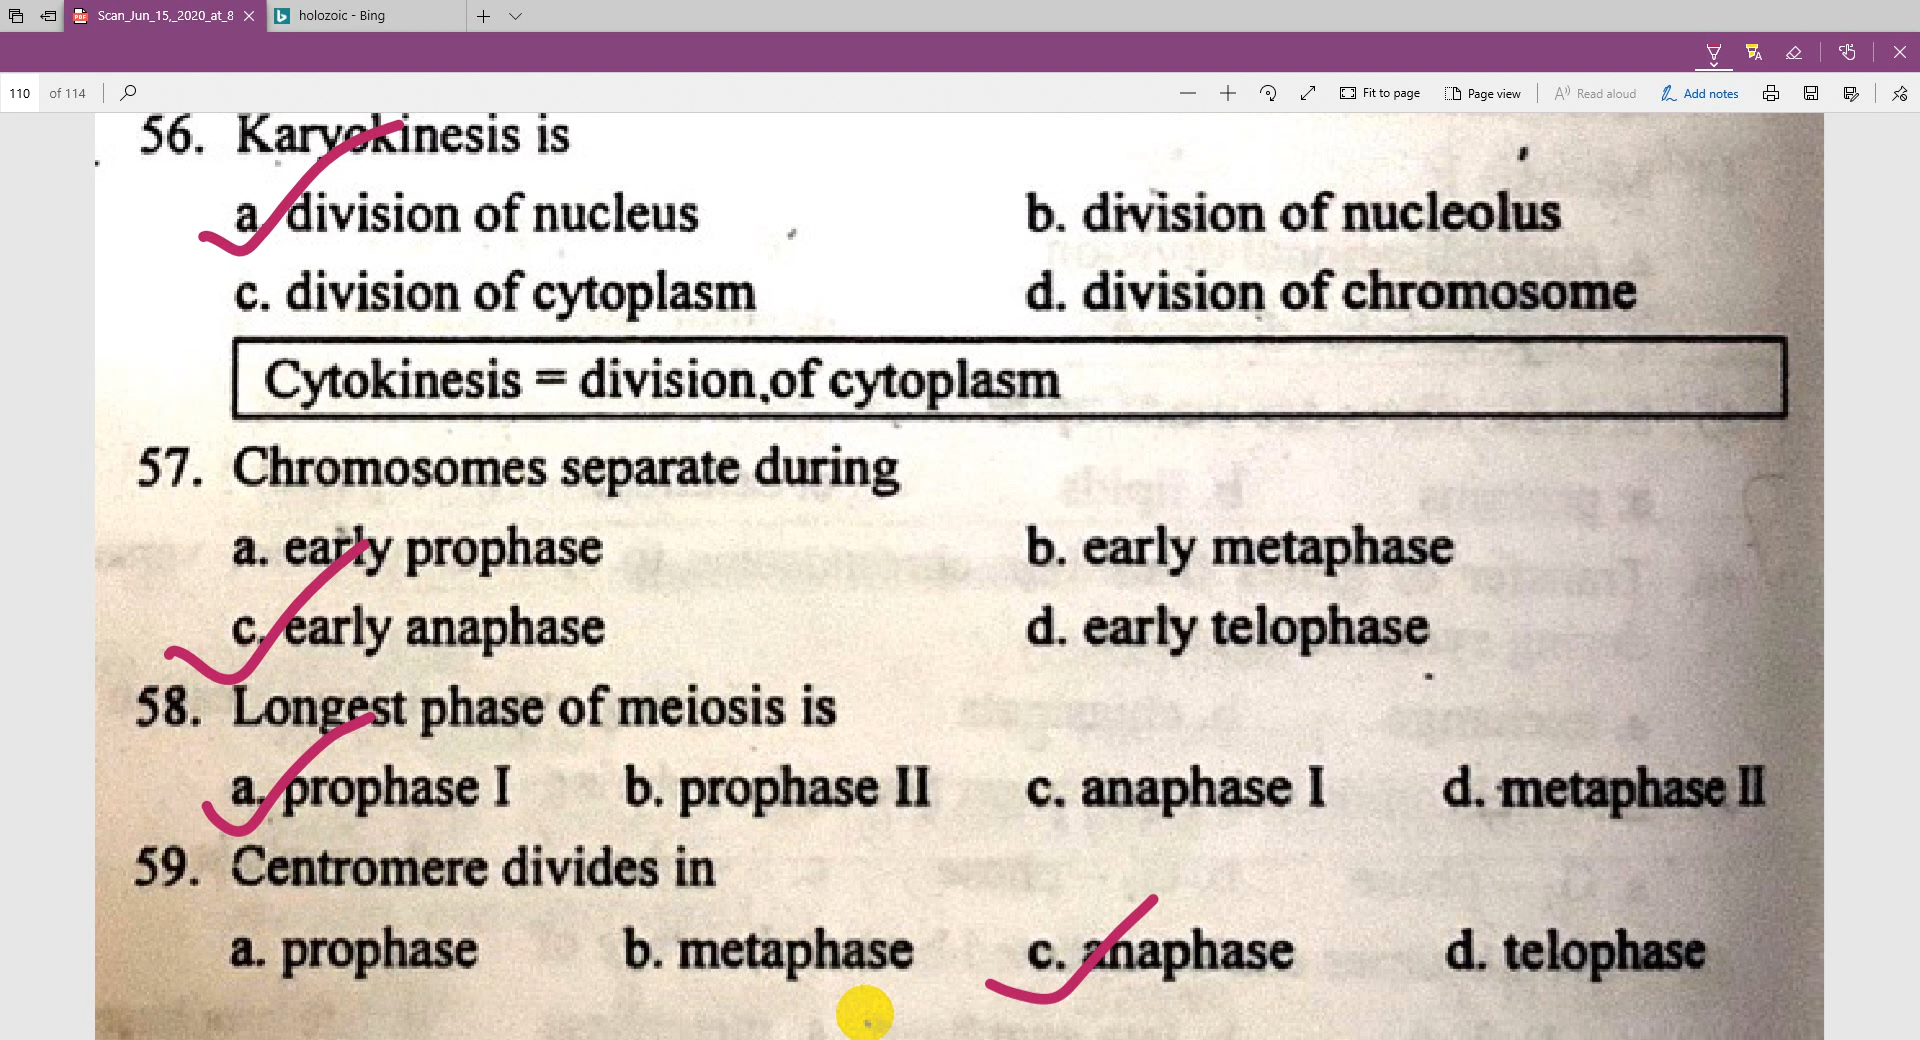 Scan_Jun_15,_2020_at_8
holozoic - Bing
110 of 114
Fit to page
Page view
Read aloud
Add notes
56. Karyokinesis is
a. division of nucleus b. division of nucleolus
c. division of cytoplasm d. division of chromosome
Cytokinesis = division of cytoplasm
57. Chromosomes separate during
a. early prophase b. early metaphase
c. early anaphase d. early telophase
58. Longest phase of meiosis is
a. prophase I b. prophase II c. anaphase I d. metaphase II
59. Centromere divides in
a. prophase b. metaphase c. anaphase d. telophase